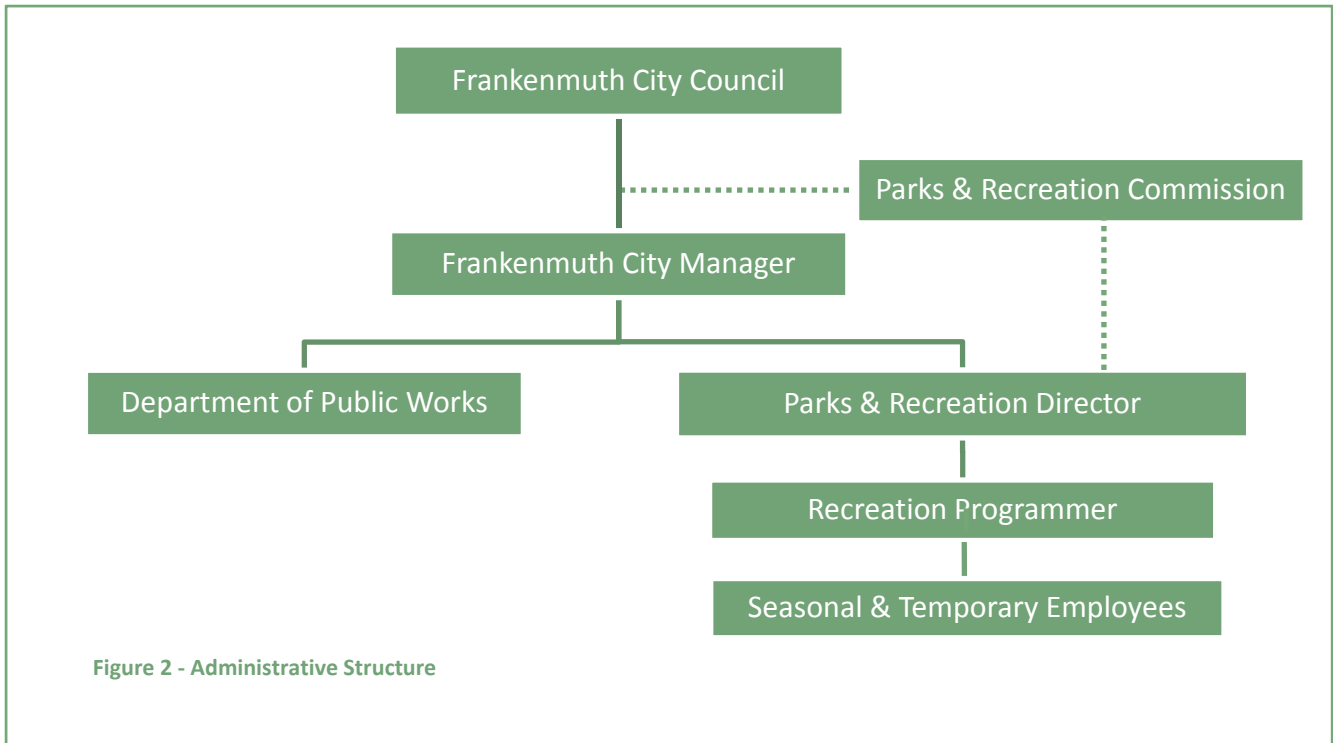 Frankenmuth City Council
Parks & Recreation Commission
Frankenmuth City Manager
Department of Public Works
Parks & Recreation Director
Recreation Programmer
Seasonal & Temporary Employees
Figure 2 - Administrative Structure